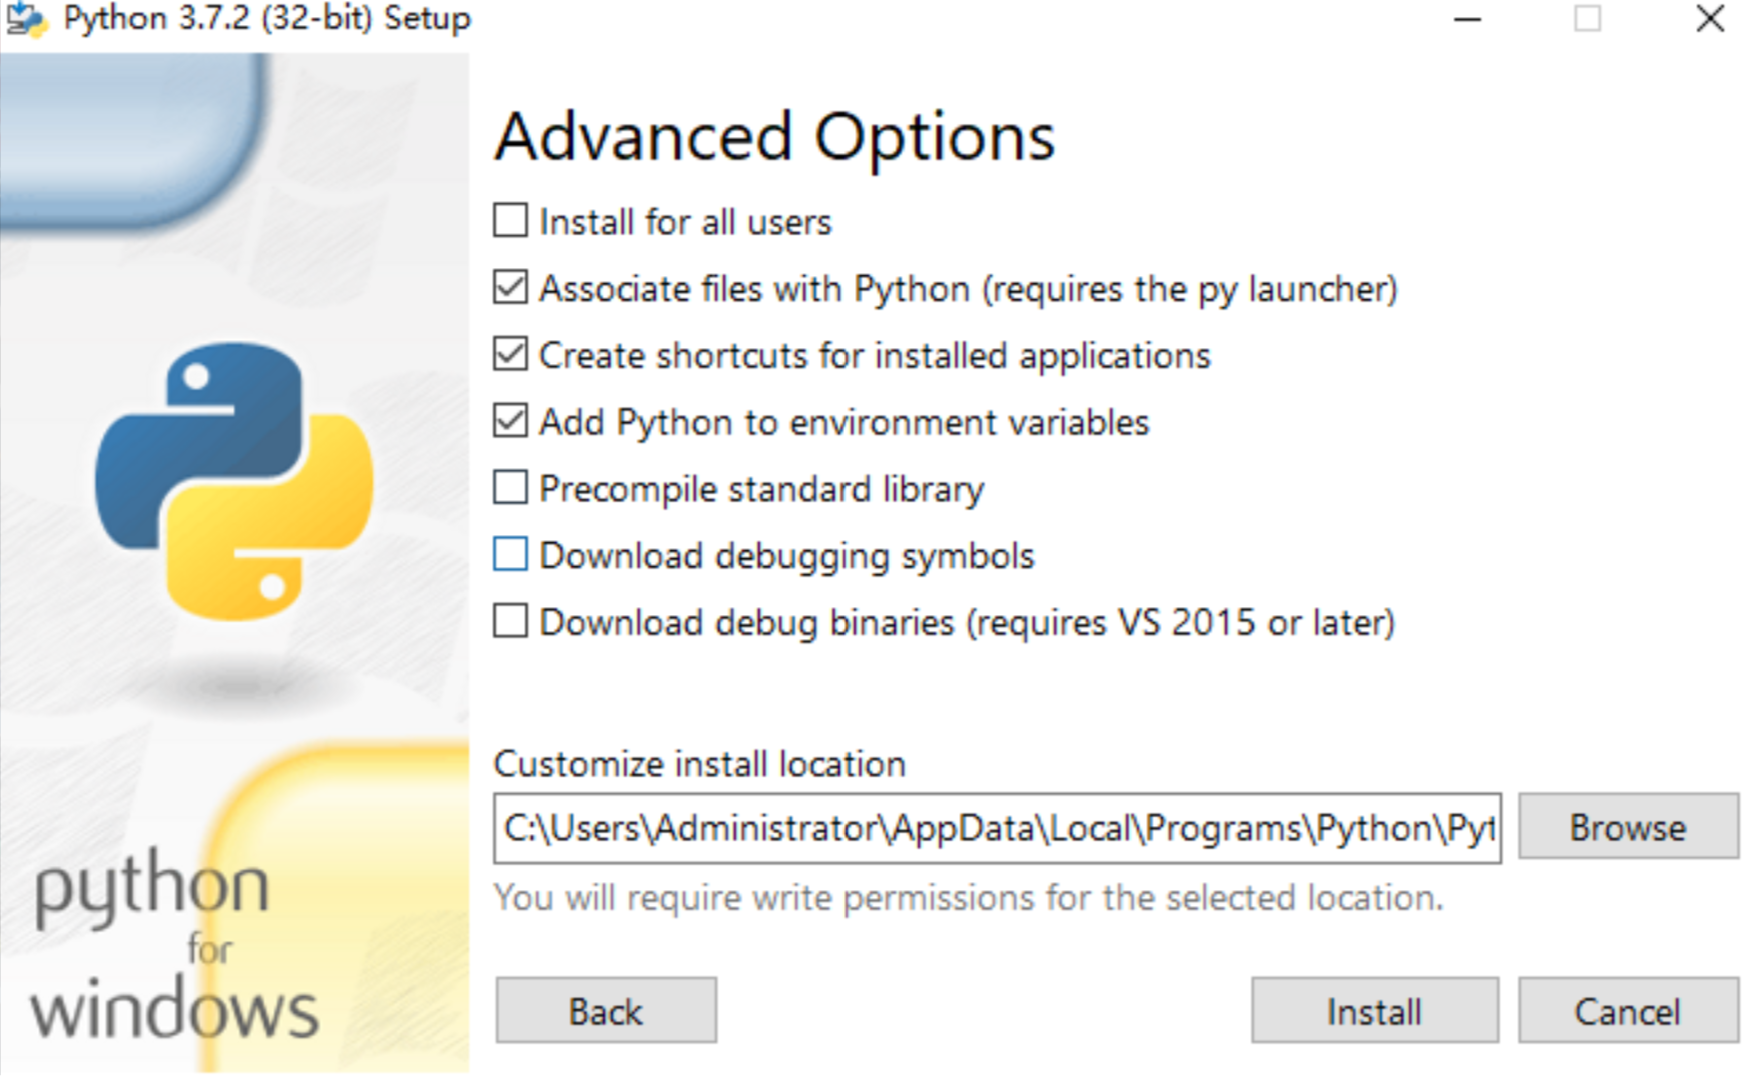 Python 3.7.2 (32-bit) Setup
Advanced Options
Install for all users
Associate files with Python (requires the py launcher)
Create shortcuts for installed applications
Add Python to environment variables
Precompile standard library
Download debugging symbols
Download debug binaries (requires VS 2015 or later)
Customize install location
C:\Users\Administrator\AppData\Local\Programs\Python\Pyt
Browse
You will require write permissions for the selected location.
python
for
windows
Back
Install
Cancel